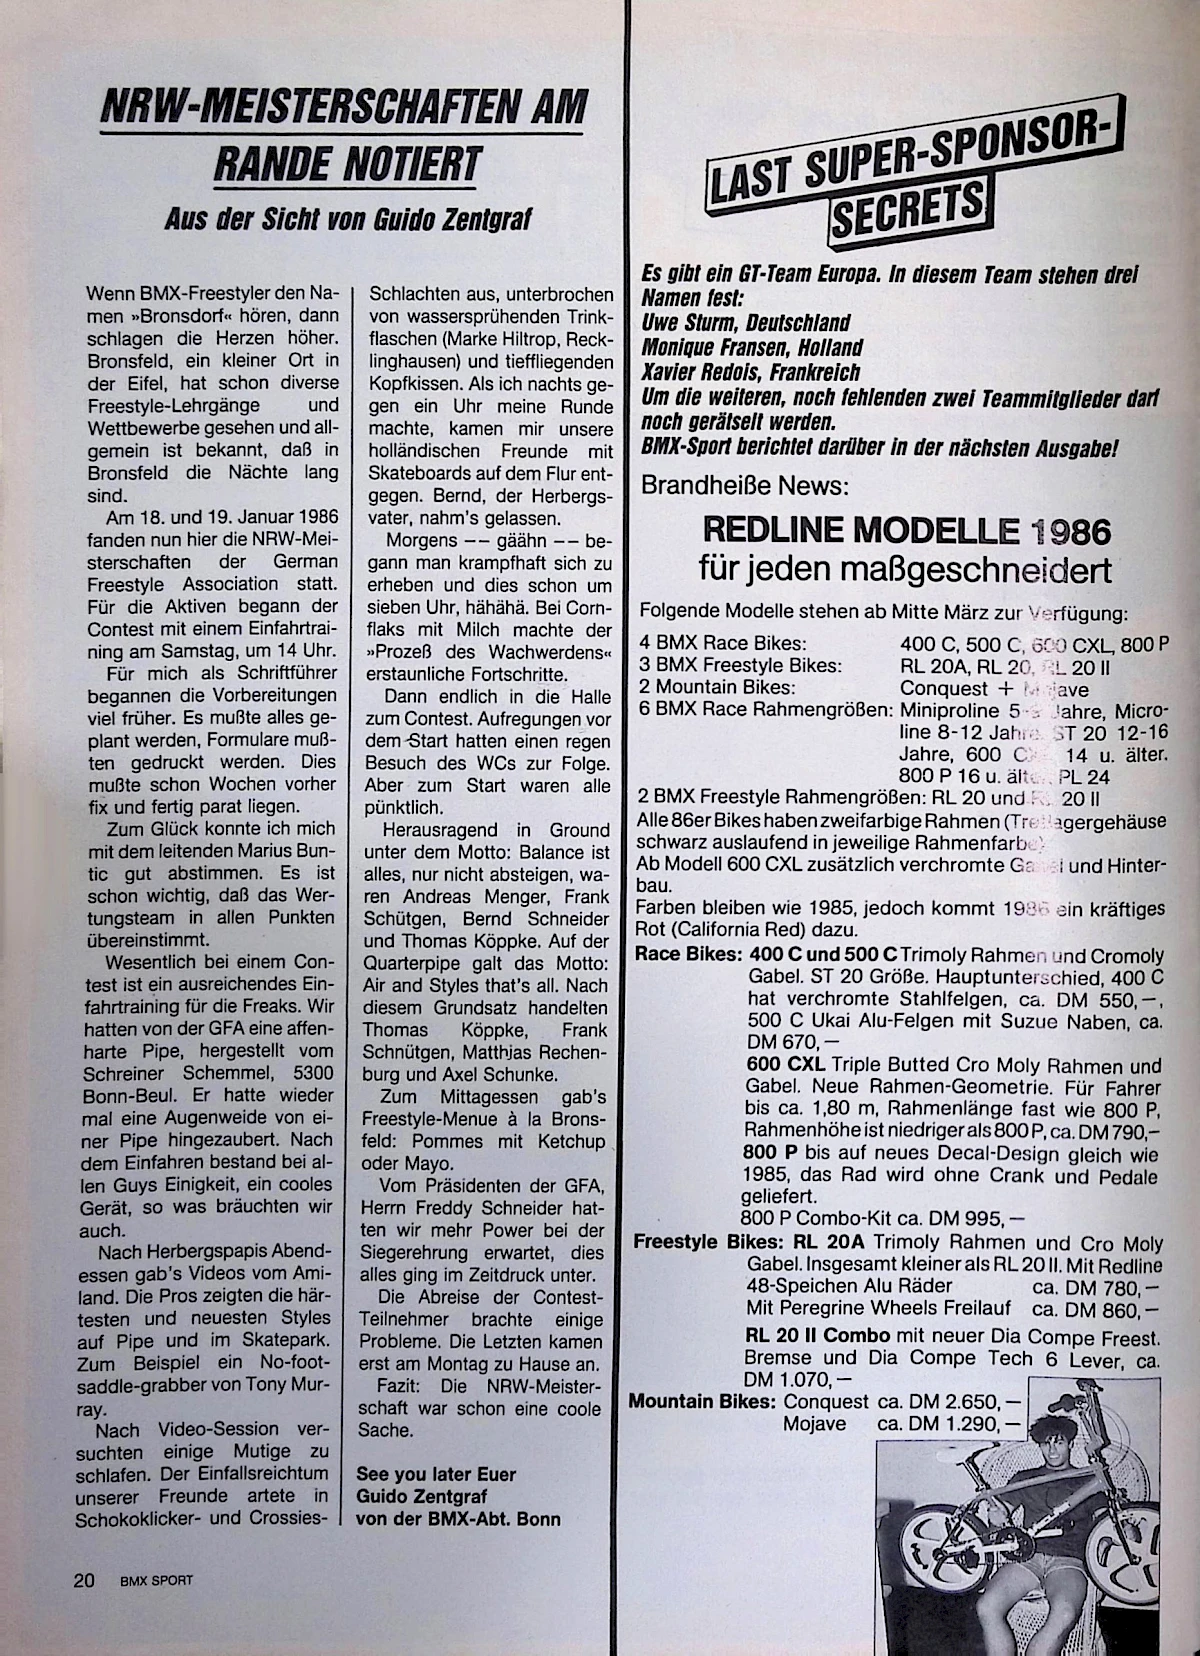 NRW-MEISTERSCHAFTEN AM
RANDE NOTIERT
Aus der Sicht von Guido Zentgraf
Wenn BMX-Freestyler den Na-
men »Bronsdorf« hören, dann
schlagen die Herzen höher.
Bronsfeld, ein kleiner Ort in
der Eifel, hat schon diverse
Freestyle-Lehrgänge und
Wettbewerbe gesehen und all-
gemein ist bekannt, daß in
Bronsfeld die Nächte lang
sind.
Am 18. und 19. Januar 1986
fanden nun hier die NRW-Mei-
sterschaften der German
Freestyle Association statt.
Für die Aktiven begann der
Contest mit einem Einfahrtrai-
ning am Samstag, um 14 Uhr.
Für mich als Schriftführer
begannen die Vorbereitungen
viel früher. Es mußte alles ge-
plant werden, Formulare muß-
ten gedruckt werden. Dies
mußte schon Wochen vorher
fix und fertig parat liegen.
Zum Glück konnte ich mich
mit dem leitenden Marius Bun-
tic gut abstimmen. Es ist
schon wichtig, daß das Wer-
tungsteam in allen Punkten
übereinstimmt.
Wesentlich bei einem Con-
test ist ein ausreichendes Ein-
fahrtraining für die Freaks. Wir
hatten von der GFA eine affen-
harte Pipe, hergestellt vom
Schreiner Schemmel, 5300
Bonn-Beul. Er hatte wieder
mal eine Augenweide von ei-
ner Pipe hingezaubert. Nach
dem Einfahren bestand bei al-
len Guys Einigkeit, ein cooles
Gerät, so was bräuchten wir
auch.
Nach Herbergspapis Abend-
essen gab's Videos vom Ami-
land. Die Pros zeigten die här-
testen und neuesten Styles
auf Pipe und im Skatepark.
Zum Beispiel ein No-foot-
saddle-grabber von Tony Mur-
ray.
Nach Video-Session ver-
suchten einige Mutige zu
schlafen. Der Einfallsreichtum
unserer Freunde artete in
Schokoklicker- und Crossies-
Schlachten aus, unterbrochen
von wassersprühenden Trink-
flaschen (Marke Hiltrop, Reck-
linghausen) und tieffliegenden
Kopfkissen. Als ich nachts ge-
gen ein Uhr meine Runde
machte, kamen mir unsere
holländischen Freunde mit
Skateboards auf dem Flur ent-
gegen. Bernd, der Herbergs-
vater, nahm's gelassen.
Morgens -- gäähn -- be-
gann man krampfhaft sich zu
erheben und dies schon um
sieben Uhr, hähähä. Bei Corn-
flaks mit Milch machte der
»Prozeß des Wachwerdens«
erstaunliche Fortschritte.
Dann endlich in die Halle
zum Contest. Aufregungen vor
dem Start hatten einen regen
Besuch des WCs zur Folge.
Aber zum Start waren alle
pünktlich.
Herausragend in Ground
unter dem Motto: Balance ist
alles, nur nicht absteigen, wa-
ren Andreas Menger, Frank
Schütgen, Bernd Schneider
und Thomas Köppke. Auf der
Quarterpipe galt das Motto:
Air and Styles that's all. Nach
diesem Grundsatz handelten
Thomas Köppke, Frank
Schnütgen, Matthjas Rechen-
burg und Axel Schunke.
Zum Mittagessen gab's
Freestyle-Menue à la Brons-
feld: Pommes mit Ketchup
oder Mayo.
Vom Präsidenten der GFA,
Herrn Freddy Schneider hat-
ten wir mehr Power bei der
Siegerehrung erwartet, dies
alles ging im Zeitdruck unter.
Die Abreise der Contest-
Teilnehmer brachte einige
Probleme. Die Letzten kamen
erst am Montag zu Hause an.
Fazit: Die NRW-Meister-
schaft war schon eine coole
Sache.
See you later Euer
Guido Zentgraf
von der BMX-Abt. Bonn
20 BMX SPORT
LAST SUPER-SPONSOR-
SECRETS
Es gibt ein GT-Team Europa. In diesem Team stehen drei
Namen fest:
Uwe Sturm, Deutschland
Monique Fransen, Holland
Xavier Redois, Frankreich
Um die weiteren, noch fehlenden zwei Teammitglieder darf
noch gerätselt werden.
BMX-Sport berichtet darüber in der nächsten Ausgabe!
Brandheiße News:
REDLINE MODELLE 1986
für jeden maßgeschneidert
Folgende Modelle stehen ab Mitte März zur Verfügung:
4 BMX Race Bikes: 400 C, 500 C, 600 CXL, 800 P
3 BMX Freestyle Bikes: RL 20A, RL 20, RL 20 II
2 Mountain Bikes: Conquest + Mojave
6 BMX Race Rahmengrößen: Miniproline 5- Jahre, Micro-
line 8-12 Jahre, ST 20 12-16
Jahre, 600 14 u. älter.
800 P 16 u. älter, PL 24
2 BMX Freestyle Rahmengrößen: RL 20 und RL 20 II
Alle 86er Bikes haben zweifarbige Rahmen (Tretlagergehäuse
schwarz auslaufend in jeweilige Rahmenfarbe)
Ab Modell 600 CXL zusätzlich verchromte Gabel und Hinter-
bau.
Farben bleiben wie 1985, jedoch kommt 1986 ein kräftiges
Rot (California Red) dazu.
Race Bikes: 400 C und 500 C Trimoly Rahmen und Cromoly
Gabel. ST 20 Größe. Hauptunterschied, 400 C
hat verchromte Stahlfelgen, ca. DM 550,—,
500 C Ukai Alu-Felgen mit Suzue Naben, ca.
DM 670,—
600 CXL Triple Butted Cro Moly Rahmen und
Gabel. Neue Rahmen-Geometrie. Für Fahrer
bis ca. 1,80 m, Rahmenlänge fast wie 800 P,
Rahmenhöhe ist niedriger als 800 P, ca. DM 790,—
800 P bis auf neues Decal-Design gleich wie
1985, das Rad wird ohne Crank und Pedale
geliefert.
800 P Combo-Kit ca. DM 995,—
Freestyle Bikes: RL 20A Trimoly Rahmen und Cro Moly
Gabel. Insgesamt kleiner als RL 20 II. Mit Redline
48-Speichen Alu Räder ca. DM 780,—
Mit Peregrine Wheels Freilauf ca. DM 860,—
RL 20 II Combo mit neuer Dia Compe Freest.
Bremse und Dia Compe Tech 6 Lever, ca.
DM 1.070,—
Mountain Bikes: Conquest ca. DM 2.650,—
Mojave ca. DM 1.290,—